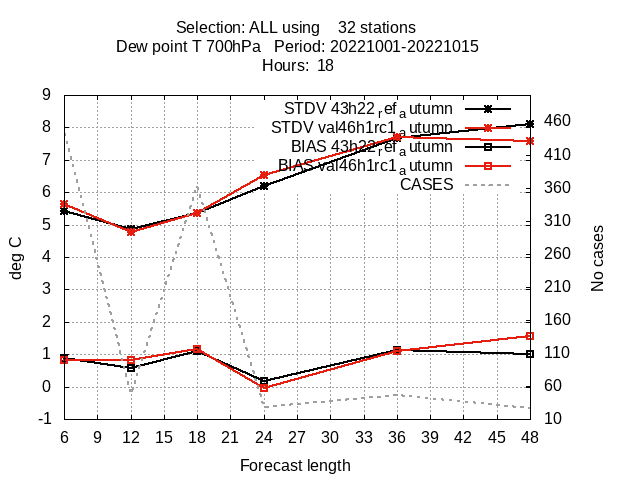 Selection: ALL using    32 stations
Dew point T 700hPa   Period: 20221001-20221015
Hours:  18
STDV 43h22_ref_autumn
STDV val46h1rc1_autumn
BIAS 43h22_ref_autumn
BIAS val46h1rc1_autumn
CASES
9
8
7
6
5
4
3
2
1
0
-1
deg C
460
410
360
310
260
210
160
110
60
10
No cases
6 9 12 15 18 21 24 27 30 33 36 39 42 45 48
Forecast length